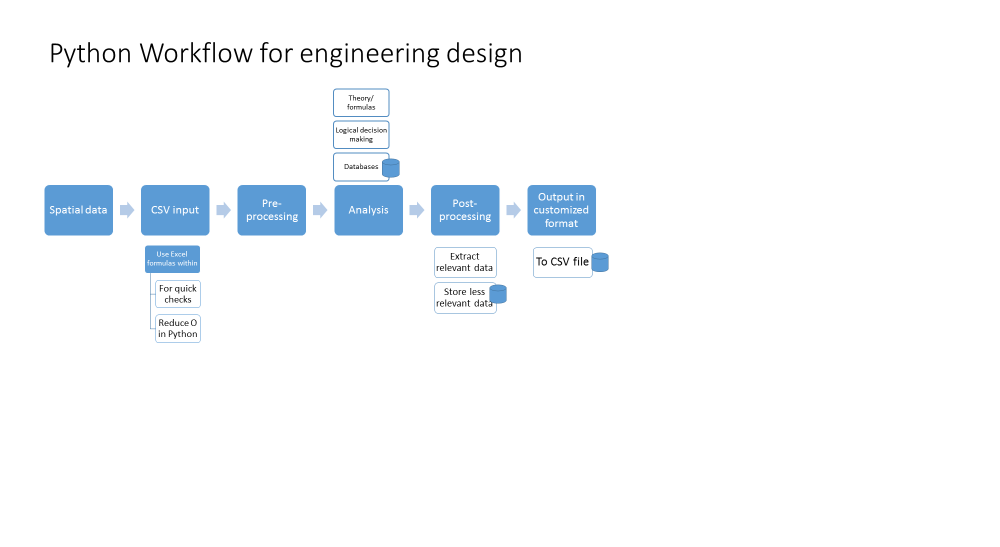 Python Workflow for engineering design
Theory/
formulas
Logical decision
making
Databases
Spatial data
CSV input
Pre-
processing
Analysis
Post-
processing
Output in
customized
format
Use Excel
formulas within
For quick
checks
Reduce O
in Python
Extract
relevant data
Store less
relevant data
To CSV file